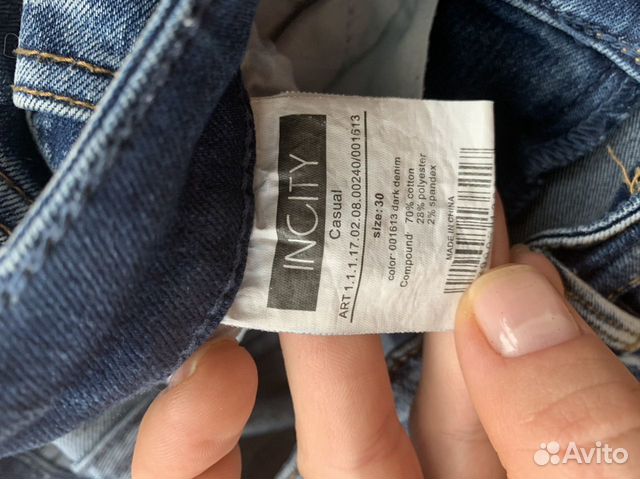 INCITY
Casual
ART 1.1.1.17.02.08.00240/001613
size: 30
color: 001613 dark denim
Compound: 70% cotton
28% polyester
2% spandex
MADE IN CHINA
Avito